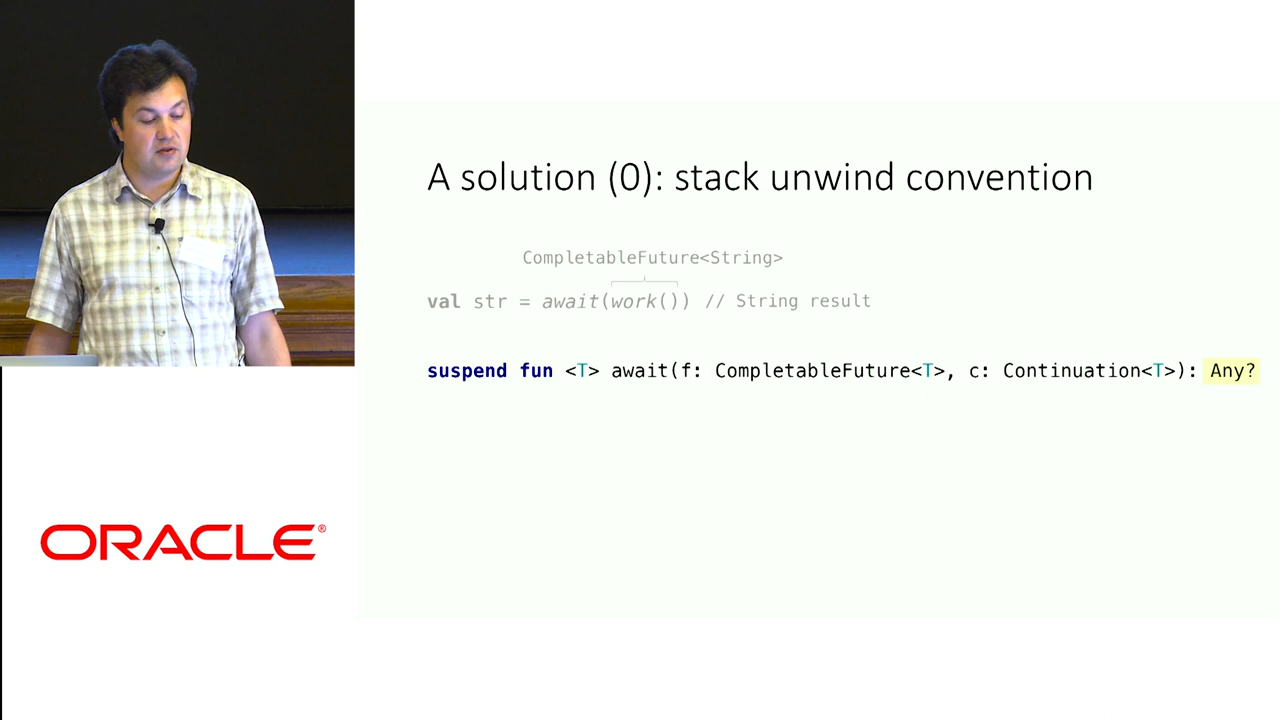 A solution (0): stack unwind convention
CompletableFuture<String>
val str = await(work()) // String result
suspend fun <T> await(f: CompletableFuture<T>, c: Continuation<T>): Any?
ORACLE®